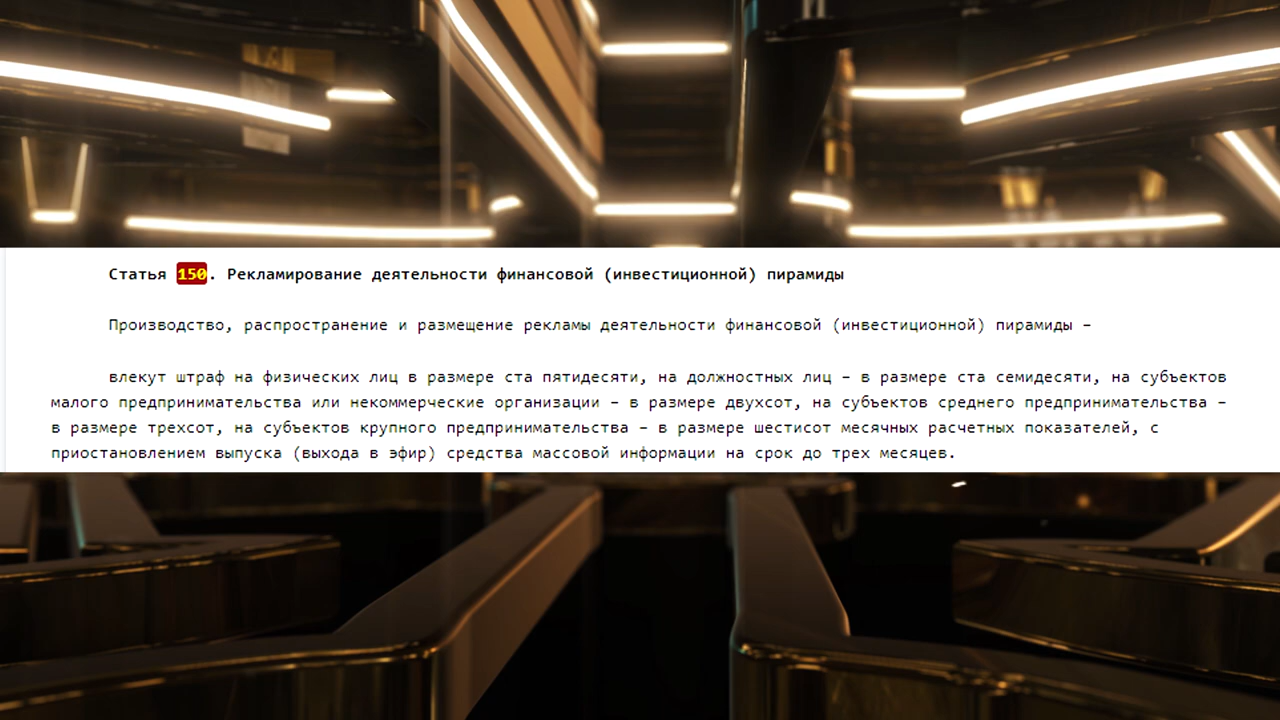 Статья 150. Рекламирование деятельности финансовой (инвестиционной) пирамиды
Производство, распространение и размещение рекламы деятельности финансовой (инвестиционной) пирамиды –
влекут штраф на физических лиц в размере ста пятидесяти, на должностных лиц – в размере ста семидесяти, на субъектов
малого предпринимательства или некоммерческие организации – в размере двухсот, на субъектов среднего предпринимательства –
в размере трехсот, на субъектов крупного предпринимательства – в размере шестисот месячных расчетных показателей, с
приостановлением выпуска (выхода в эфир) средства массовой информации на срок до трех месяцев.